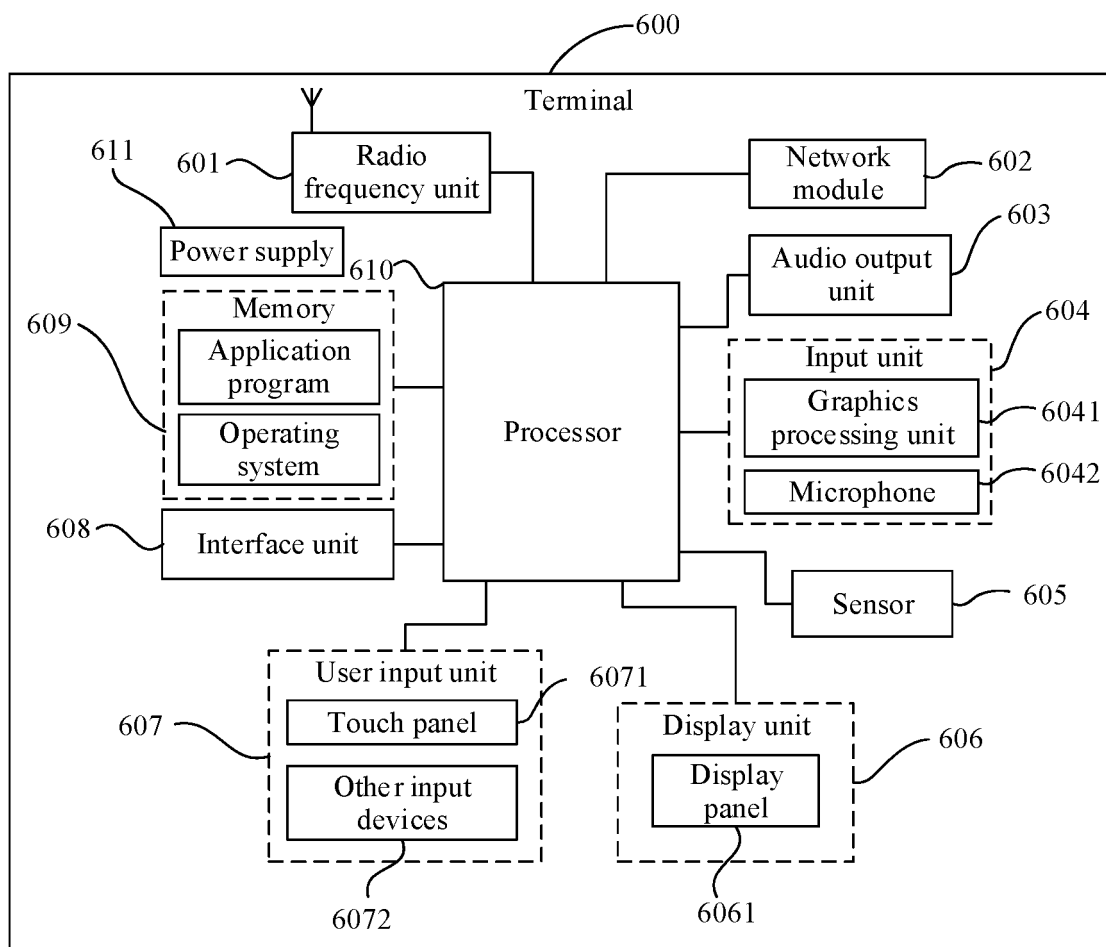 600
Terminal
611
601
Radio
frequency unit
Network
module
602
603
Power supply
610
Audio output
unit
609
Memory
Application
program
Operating
system
Processor
604
Input unit
Graphics
processing unit
6041
6042
Microphone
608
Interface unit
Sensor
605
User input unit
6071
607
Touch panel
Other input
devices
6072
Display unit
606
Display
panel
6061